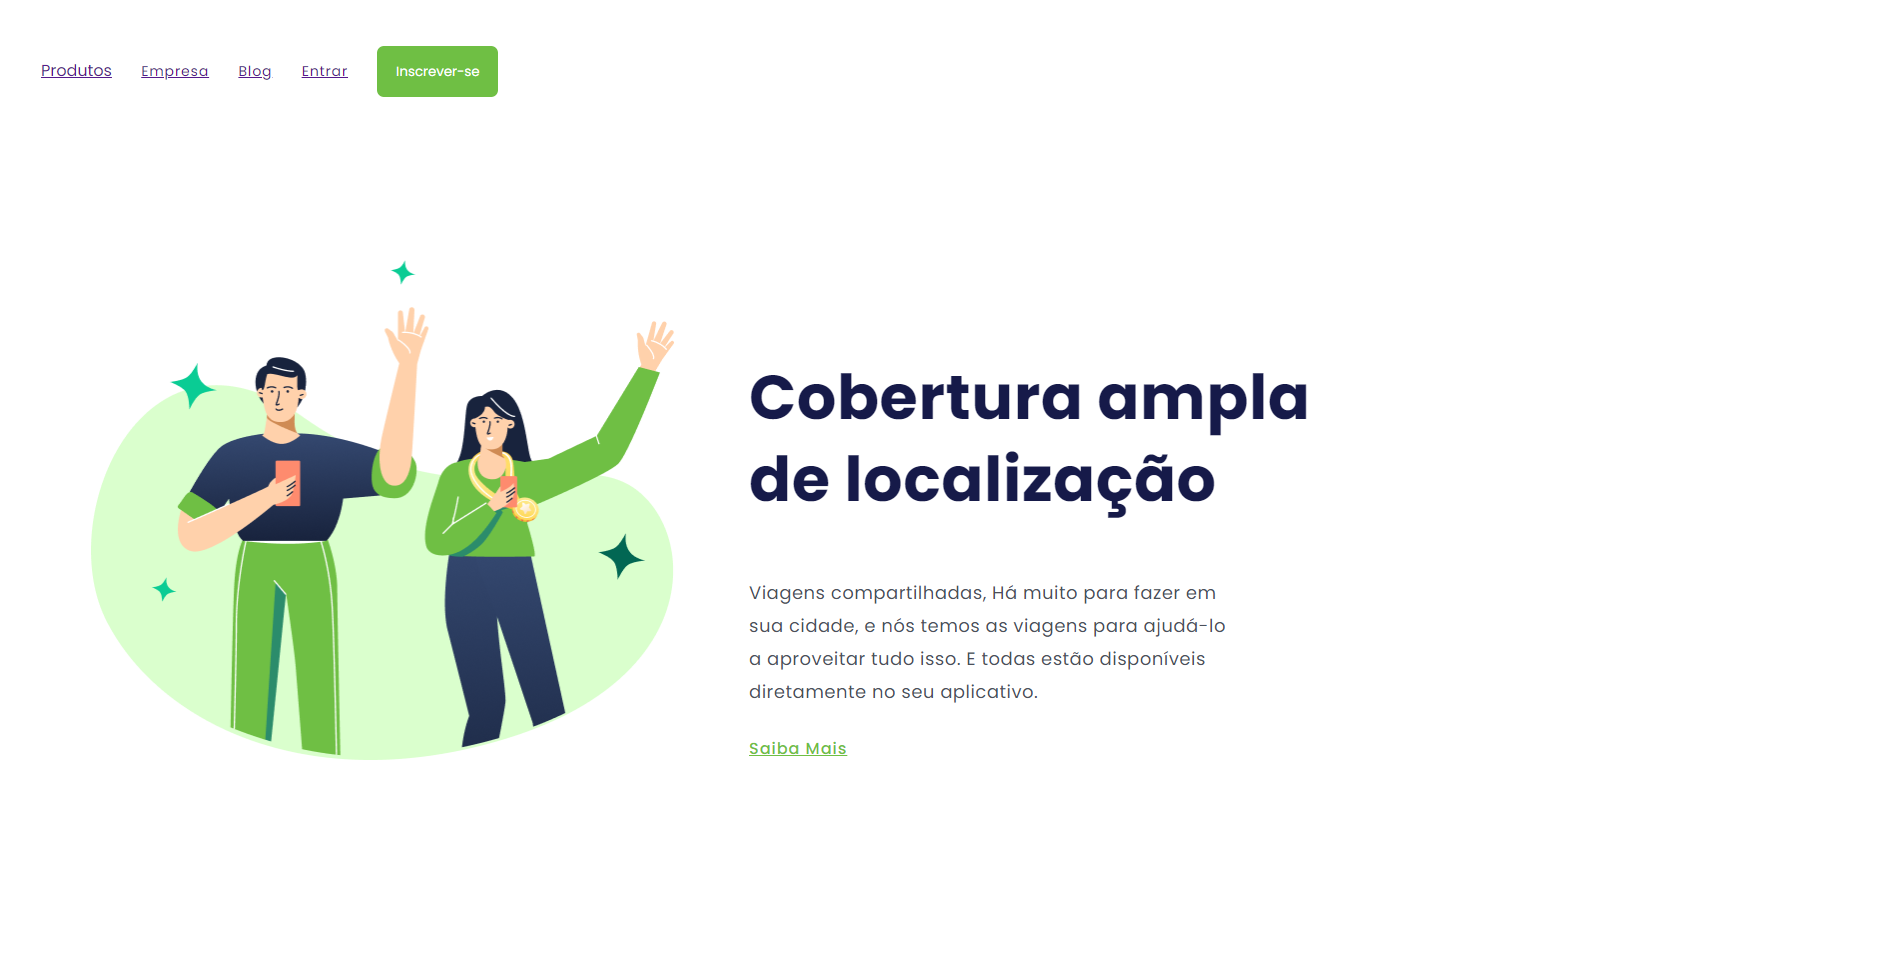 Produtos Empresa Blog Entrar Inscrever-se
Cobertura ampla
de localização
Viagens compartilhadas, Há muito para fazer em
sua cidade, e nós temos as viagens para ajudá-lo
a aproveitar tudo isso. E todas estão disponíveis
diretamente no seu aplicativo.
Saiba Mais